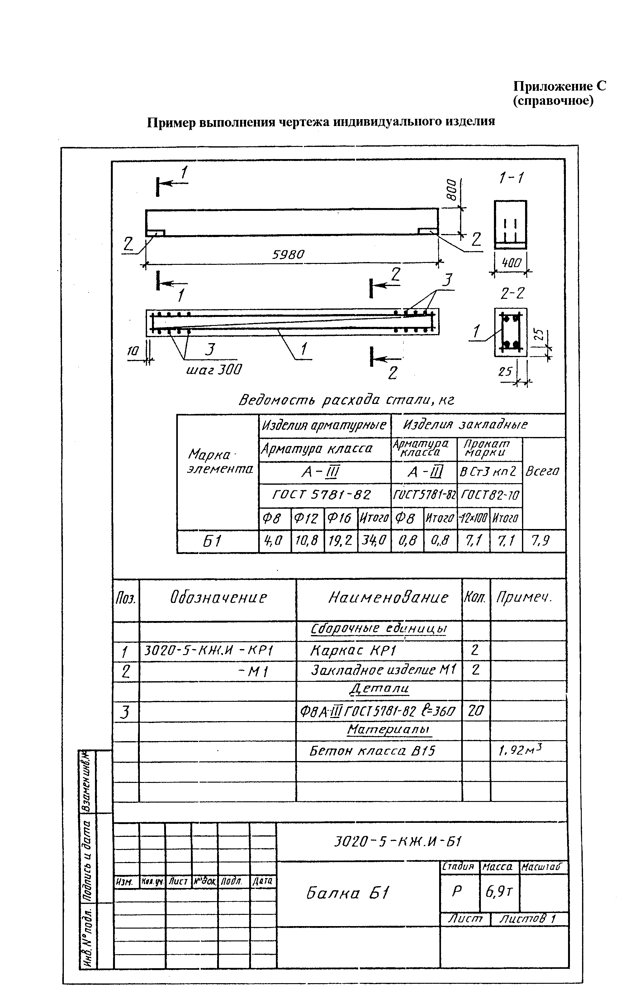 Приложение С
(справочное)
Пример выполнения чертежа индивидуального изделия
1
1-1
800
2
2
5980
400
1
2
3
2-2
1
25
10
3
1
шаг 300
2
25
Ведомость расхода стали, кг
Марка элемента
Изделия арматурные
Изделия закладные
Арматура класса
Арматура класса
Прокат марки
Всего
А-III
А-III
В Ст3 кп2
ГОСТ 5781-82
ГОСТ5781-82
ГОСТ82-70
Ф8 Ф12 Ф16 Итого Ф8 Итого -12×100 Итого
Б1 4,0 10,8 19,2 34,0 0,8 0,8 7,1 7,1 7,9
Поз. Обозначение Наименование Кол. Примеч.
Сборочные единицы
1 3020-5-КЖ.И-КР1 Каркас КР1 2
2 -М1 Закладное изделие М1 2
Детали
3 Ф8А-III ГОСТ5781-82 ℓ=360 20
Материалы
Бетон класса В15 1,92м³
Взамен инв.№
Подпись и дата
Инв. №подл.
3020-5-КЖ.И-Б1
Изм. Кол.уч. Лист №док. Подп. Дата
Балка Б1
Стадия Масса Масштаб
Р 6,9т
Лист Листов 1